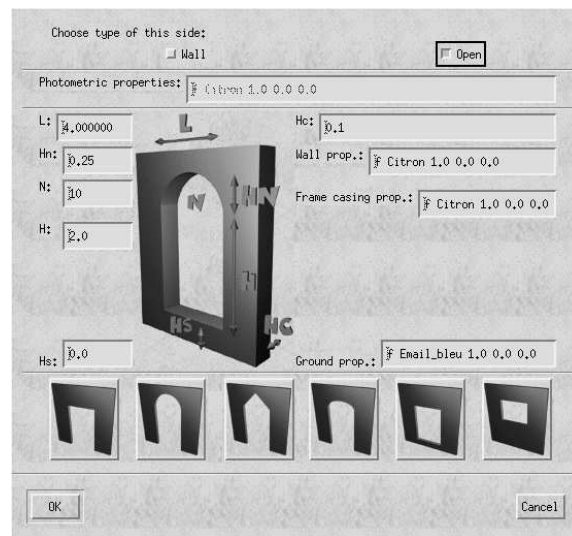 Choose type of this side:
Wall
Open
Photometric properties: Citron 1.0 0.0 0.0
L: 4.000000
Hc: 0.1
Hn: 0.25
Wall prop.: Citron 1.0 0.0 0.0
N: 10
Frame casing prop.: Citron 1.0 0.0 0.0
H: 2.0
L
N
HN
H
HS
HC
Hs: 0.0
Ground prop.: Email_bleu 1.0 0.0 0.0
OK
Cancel